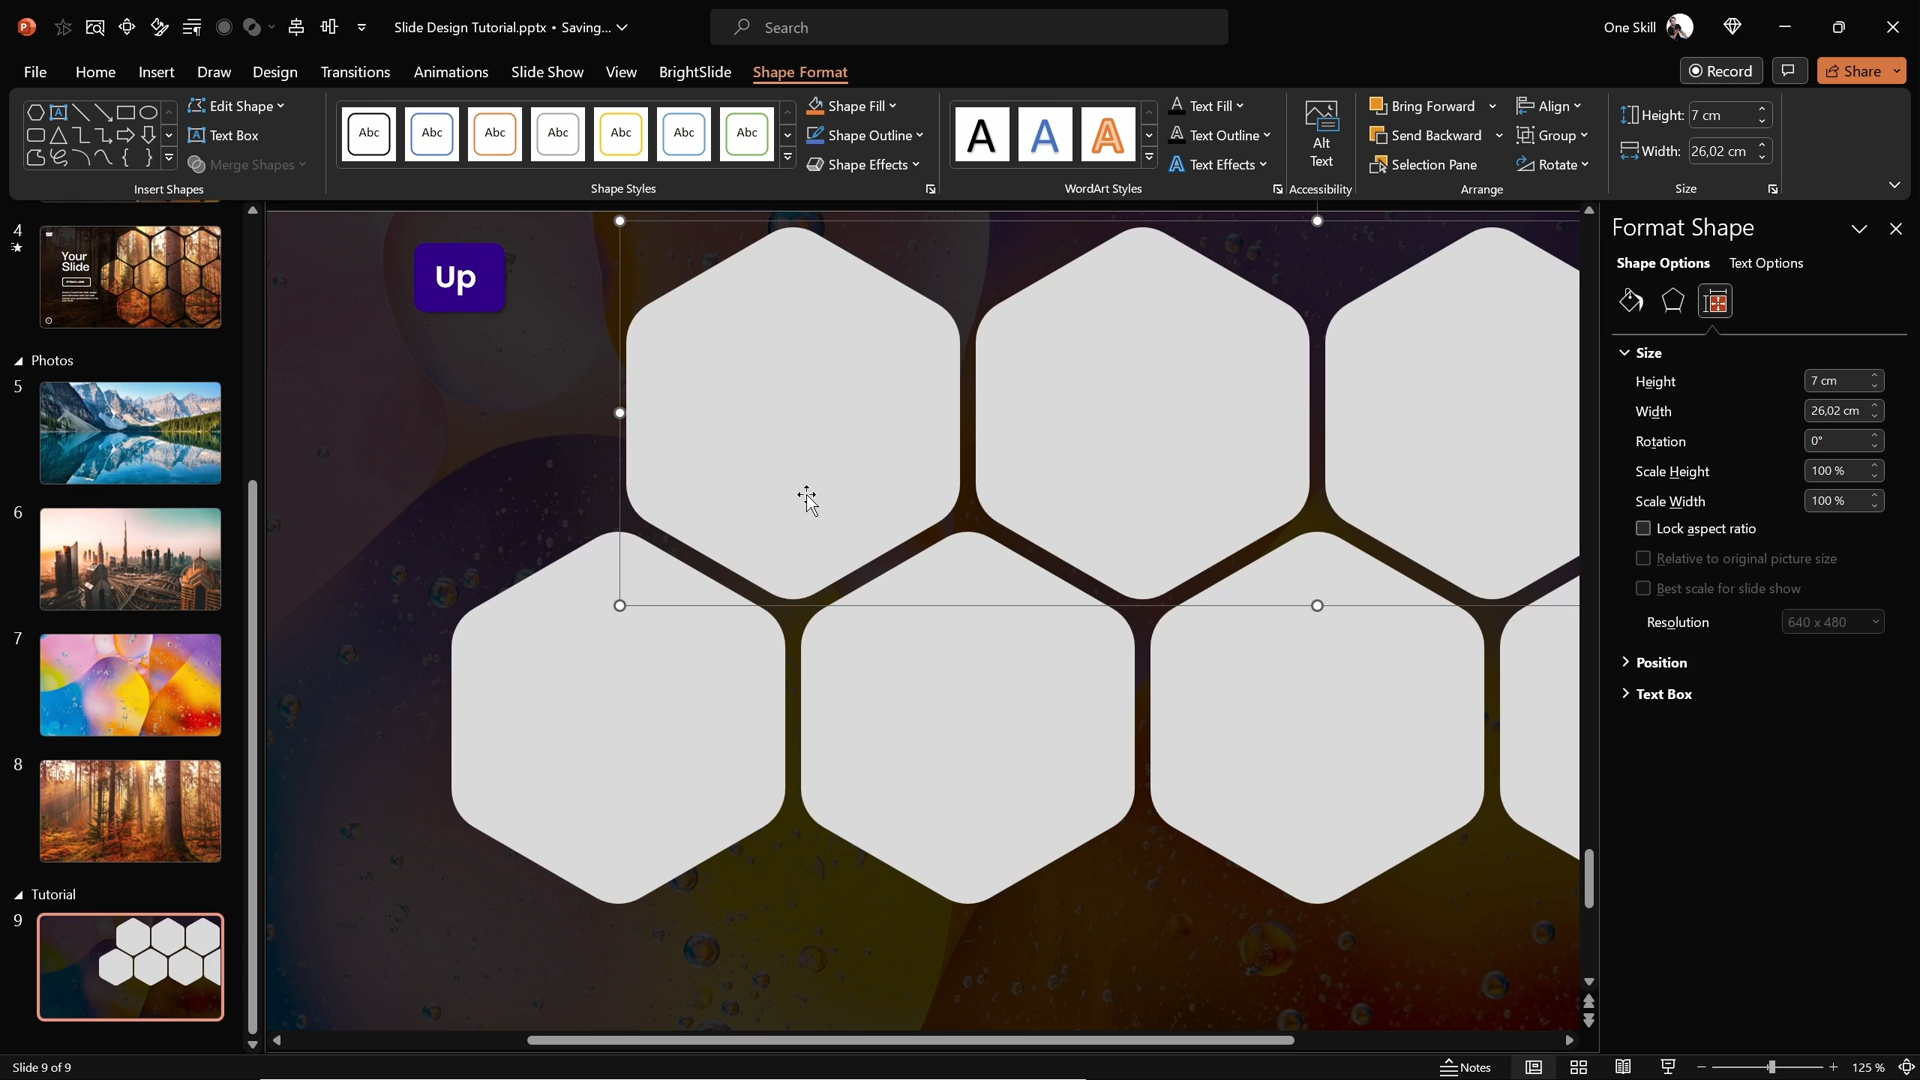 Slide Design Tutorial.pptx • Saving...
Search
One Skill
File
Home
Insert
Draw
Design
Transitions
Animations
Slide Show
View
BrightSlide
Shape Format
Record
Share
Edit Shape
Text Box
Merge Shapes
Insert Shapes
Abc
Abc
Abc
Abc
Abc
Abc
Abc
Shape Styles
Shape Fill
Shape Outline
Shape Effects
A
A
A
WordArt Styles
Text Fill
Text Outline
Text Effects
Alt
Text
Accessibility
Bring Forward
Send Backward
Selection Pane
Align
Group
Rotate
Arrange
Height: 7 cm
Width: 26,02 cm
Size
4
Your
Slide
Photos
5
6
7
8
Tutorial
9
Up
Format Shape
Shape Options
Text Options
Size
Height 7 cm
Width 26,02 cm
Rotation 0°
Scale Height 100 %
Scale Width 100 %
Lock aspect ratio
Relative to original picture size
Best scale for slide show
Resolution 640 x 480
Position
Text Box
Slide 9 of 9
Notes
125 %